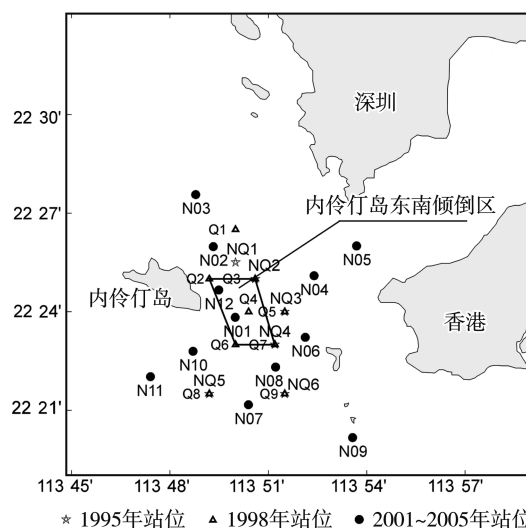 深圳
22 30'
22 27'
内伶仃岛东南倾倒区
N03
Q1
N02 NQ1
N05
Q2 Q3 NQ2
N04
内伶仃岛
N12 Q4 NQ3
22 24'
香港
Q5
N01 NQ4
Q6 Q7
N06
N10
N11 NQ5 N08 NQ6
Q8 Q9
22 21'
N07
N09
113 45' 113 48' 113 51' 113 54' 113 57'
☆ 1995年站位 △ 1998年站位 ● 2001~2005年站位